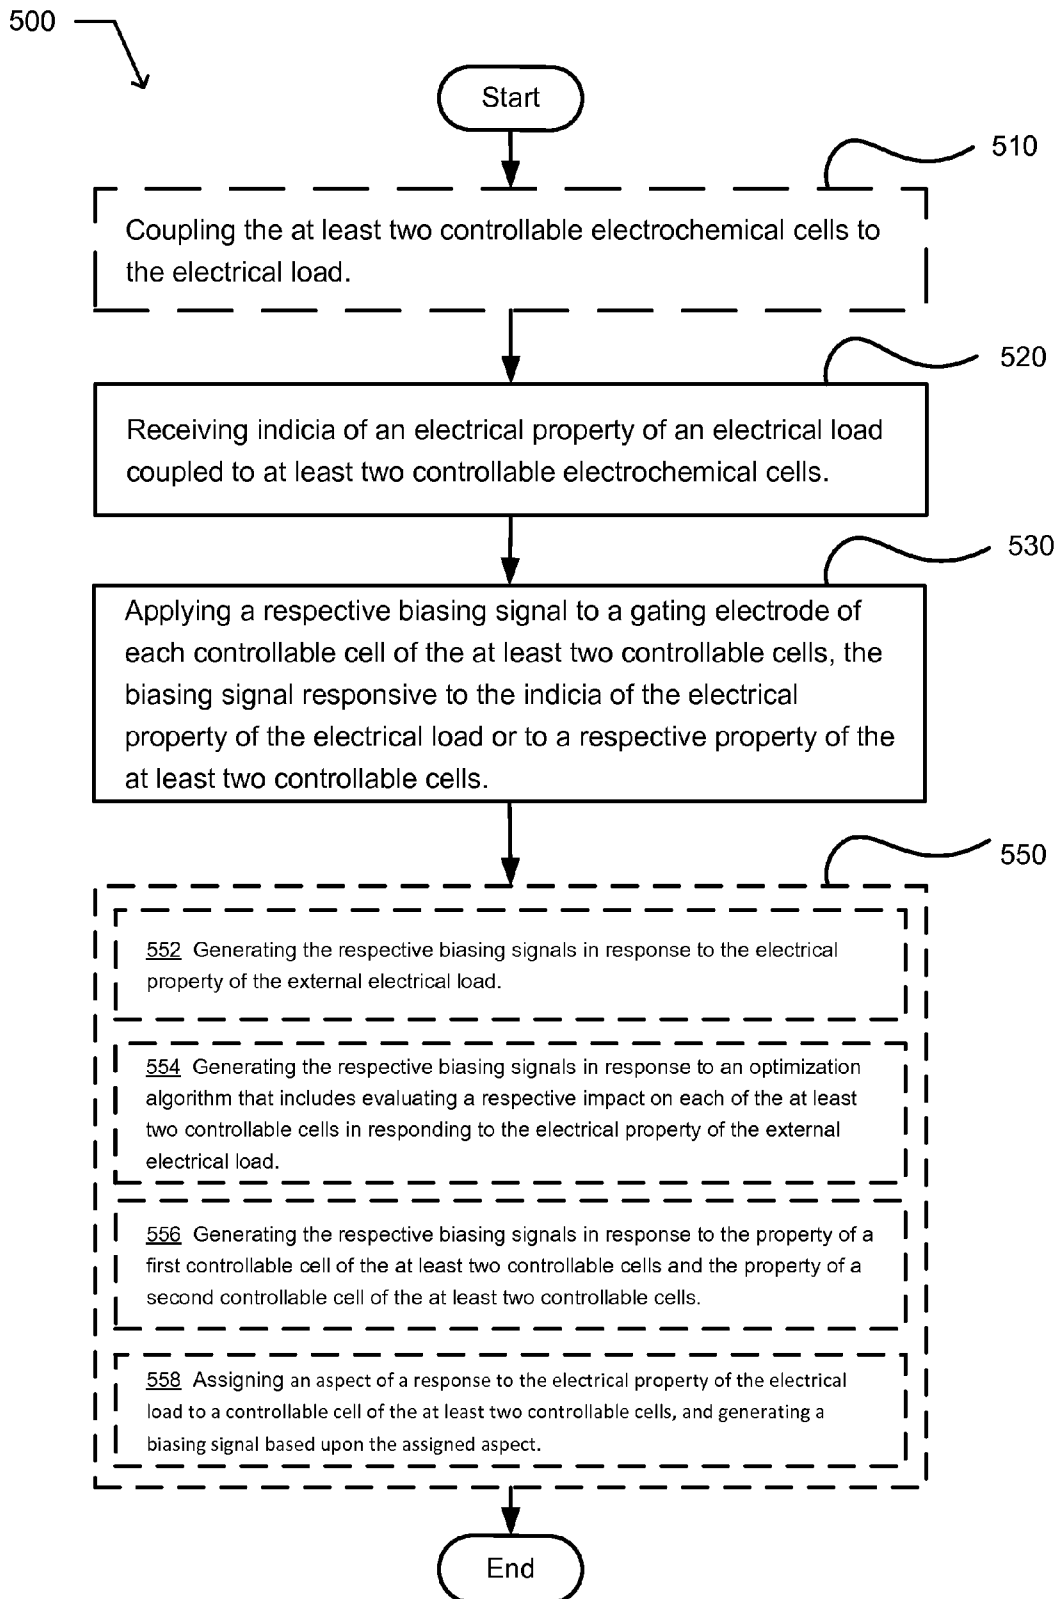 500
Start
510
Coupling the at least two controllable electrochemical cells to
the electrical load.
520
Receiving indicia of an electrical property of an electrical load
coupled to at least two controllable electrochemical cells.
530
Applying a respective biasing signal to a gating electrode of
each controllable cell of the at least two controllable cells, the
biasing signal responsive to the indicia of the electrical
property of the electrical load or to a respective property of the
at least two controllable cells.
550
552 Generating the respective biasing signals in response to the electrical
property of the external electrical load.
554 Generating the respective biasing signals in response to an optimization
algorithm that includes evaluating a respective impact on each of the at least
two controllable cells in responding to the electrical property of the external
electrical load.
556 Generating the respective biasing signals in response to the property of a
first controllable cell of the at least two controllable cells and the property of a
second controllable cell of the at least two controllable cells.
558 Assigning an aspect of a response to the electrical property of the electrical
load to a controllable cell of the at least two controllable cells, and generating a
biasing signal based upon the assigned aspect.
End